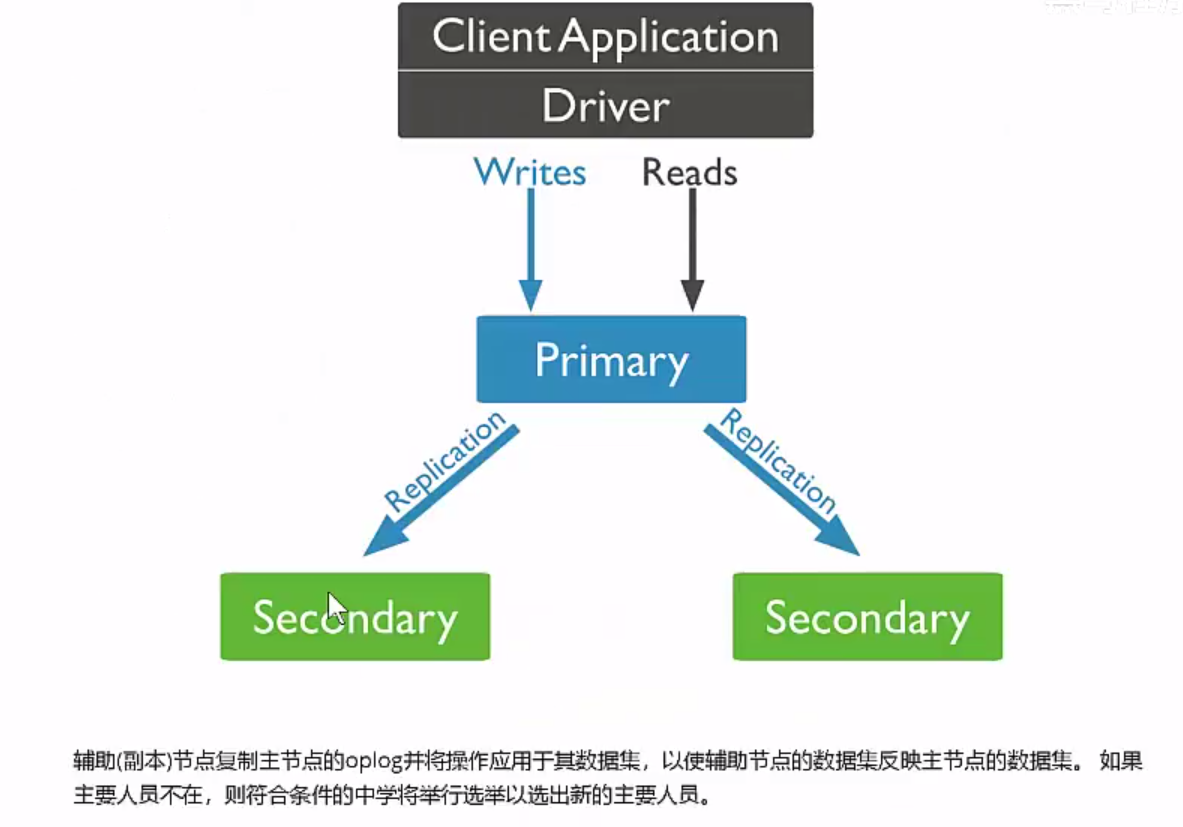 Client Application
Driver
Writes
Reads
Primary
Replication
Replication
Secondary
Secondary
辅助(副本)节点复制主节点的oplog并将操作应用于其数据集，以使辅助节点的数据集反映主节点的数据集。 如果
主要人员不在，则符合条件的中学将举行选举以选出新的主要人员。